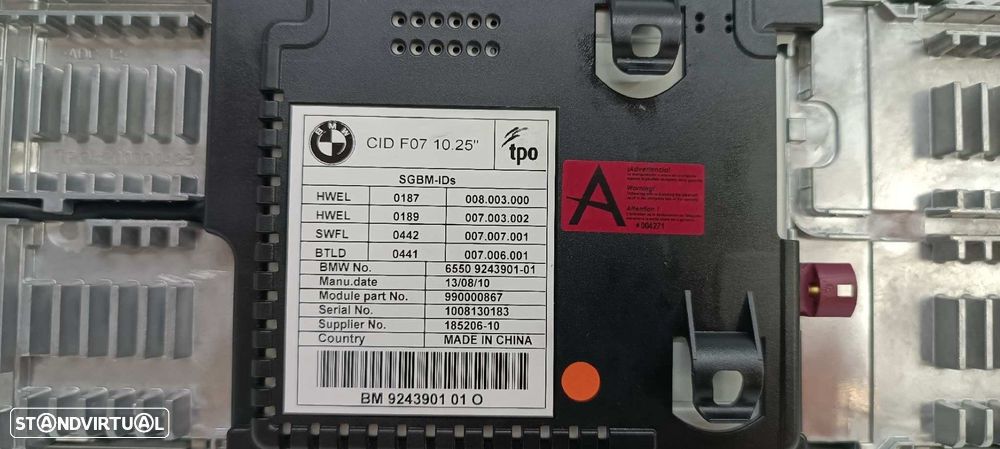 BMW
CID F07 10.25"
tpo
SGBM-IDs
HWEL 0187 008.003.000
HWEL 0189 007.003.002
SWFL 0442 007.007.001
BTLD 0441 007.006.001
BMW No. 6550 9243901-01
Manu.date 13/08/10
Module part No. 990000867
Serial No. 1008130183
Supplier No. 185206-10
Country MADE IN CHINA
BM 9243901 01 O
A
¡Advertencia!
Warning!
Attention !
# 004271
STANDVIRTUAL